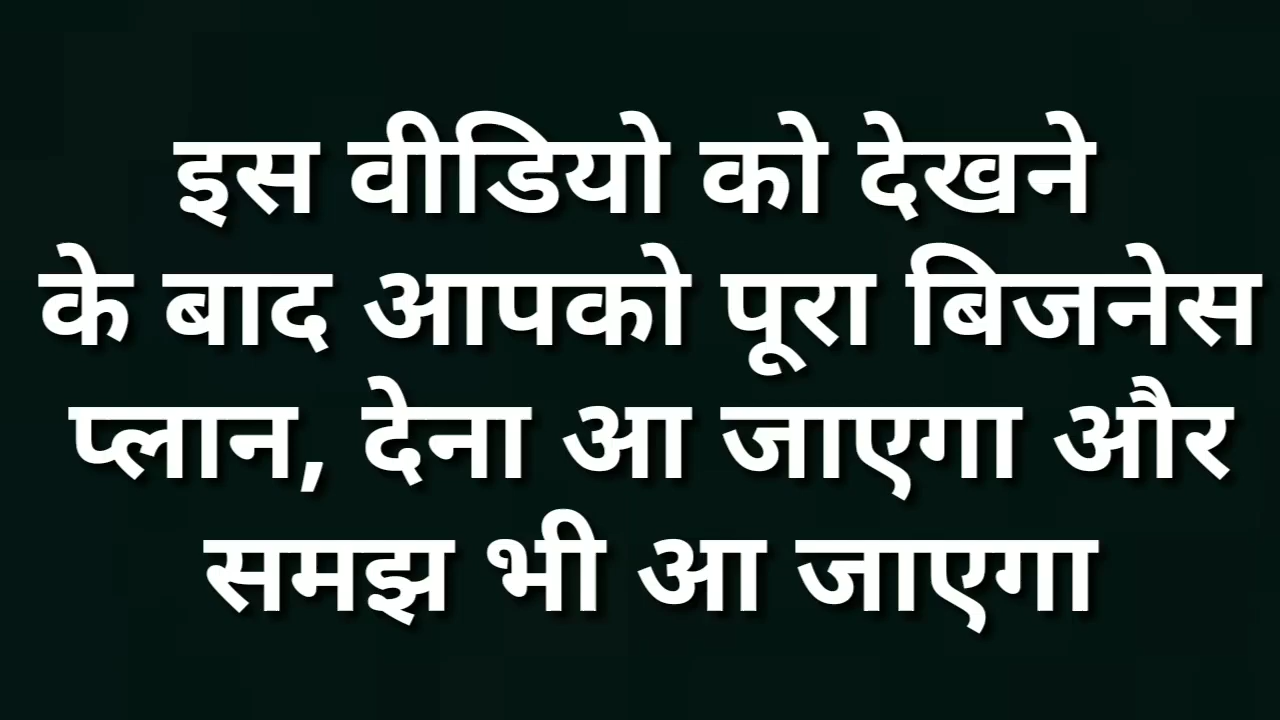 इस वीडियो को देखने
के बाद आपको पूरा बिजनेस
प्लान, देना आ जाएगा और
समझ भी आ जाएगा